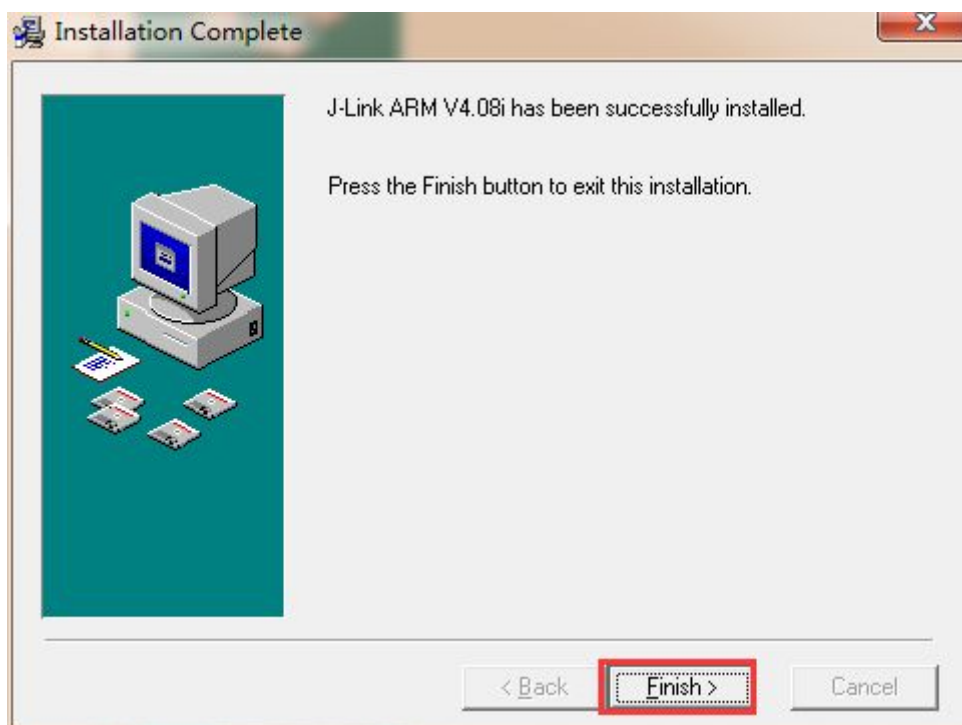 Installation Complete
J-Link ARM V4.08i has been successfully installed.
Press the Finish button to exit this installation.
< Back
Finish >
Cancel